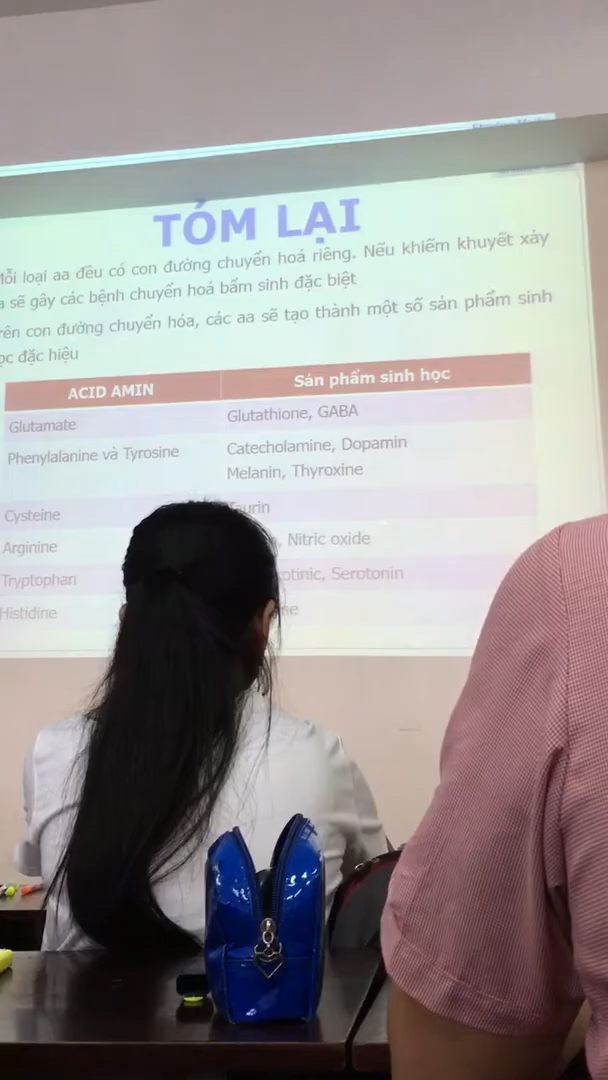 TÓM LẠI
loại aa đều có con đường chuyển hoá riêng. Nếu khiếm khuyết xảy
sẽ gây các bệnh chuyển hoá bẩm sinh đặc biệt
con đường chuyển hóa, các aa sẽ tạo thành một số sản phẩm sinh
đặc hiệu
ACID AMIN Sản phẩm sinh học
Glutamate Glutathione, GABA
Phenylalanine và Tyrosine Catecholamine, Dopamin
Melanin, Thyroxine
Cysteine Taurin
Arginine , Nitric oxide
Tryptophan Serotonin
Histidine